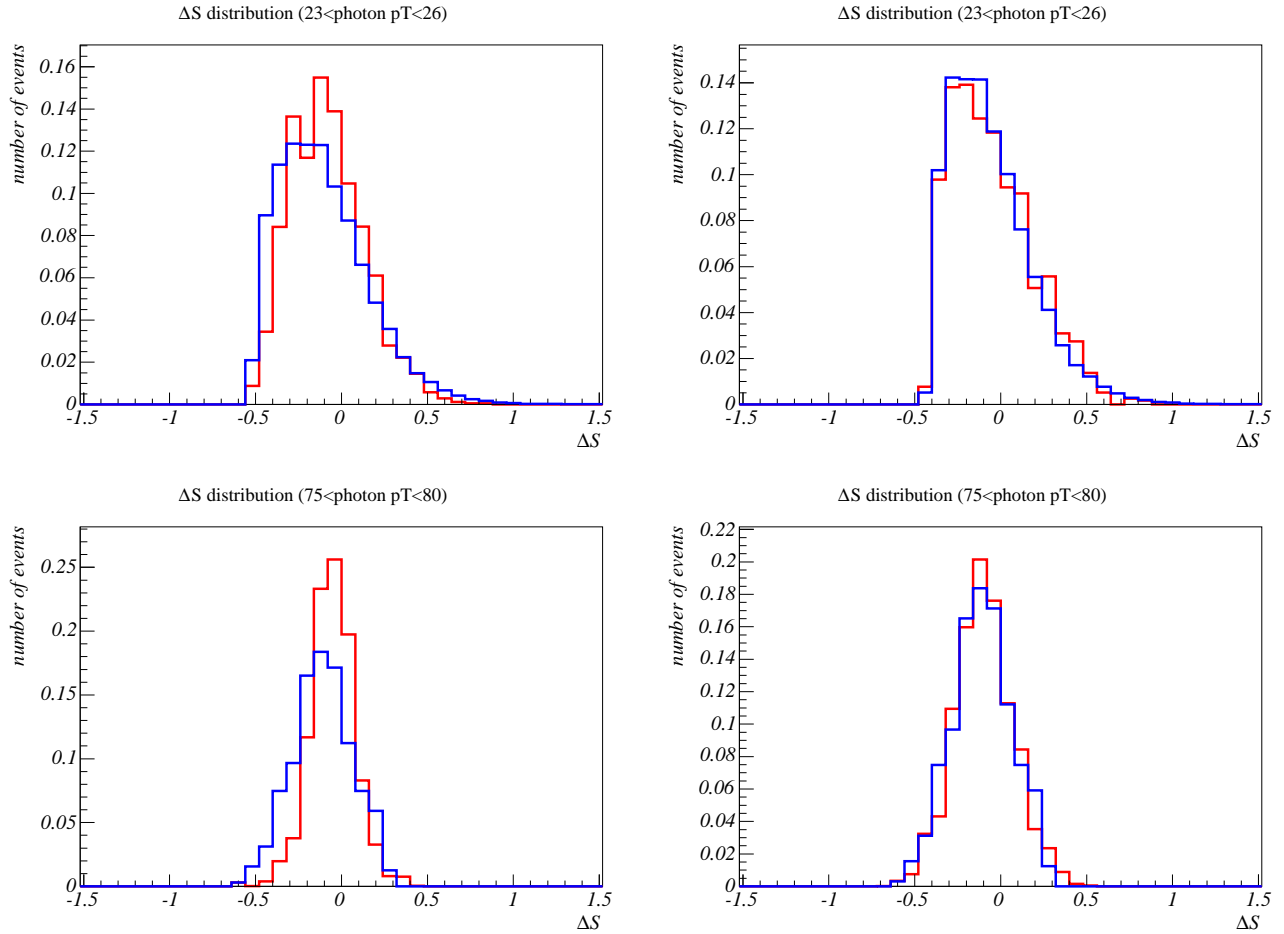 ΔS distribution (23<photon pT<26)
number of events
0.16
0.14
0.12
0.1
0.08
0.06
0.04
0.02
0
-1.5 -1 -0.5 0 0.5 1 1.5
ΔS
ΔS distribution (23<photon pT<26)
number of events
0.14
0.12
0.1
0.08
0.06
0.04
0.02
0
-1.5 -1 -0.5 0 0.5 1 1.5
ΔS
ΔS distribution (75<photon pT<80)
number of events
0.25
0.2
0.15
0.1
0.05
0
-1.5 -1 -0.5 0 0.5 1 1.5
ΔS
ΔS distribution (75<photon pT<80)
number of events
0.22
0.2
0.18
0.16
0.14
0.12
0.1
0.08
0.06
0.04
0.02
0
-1.5 -1 -0.5 0 0.5 1 1.5
ΔS